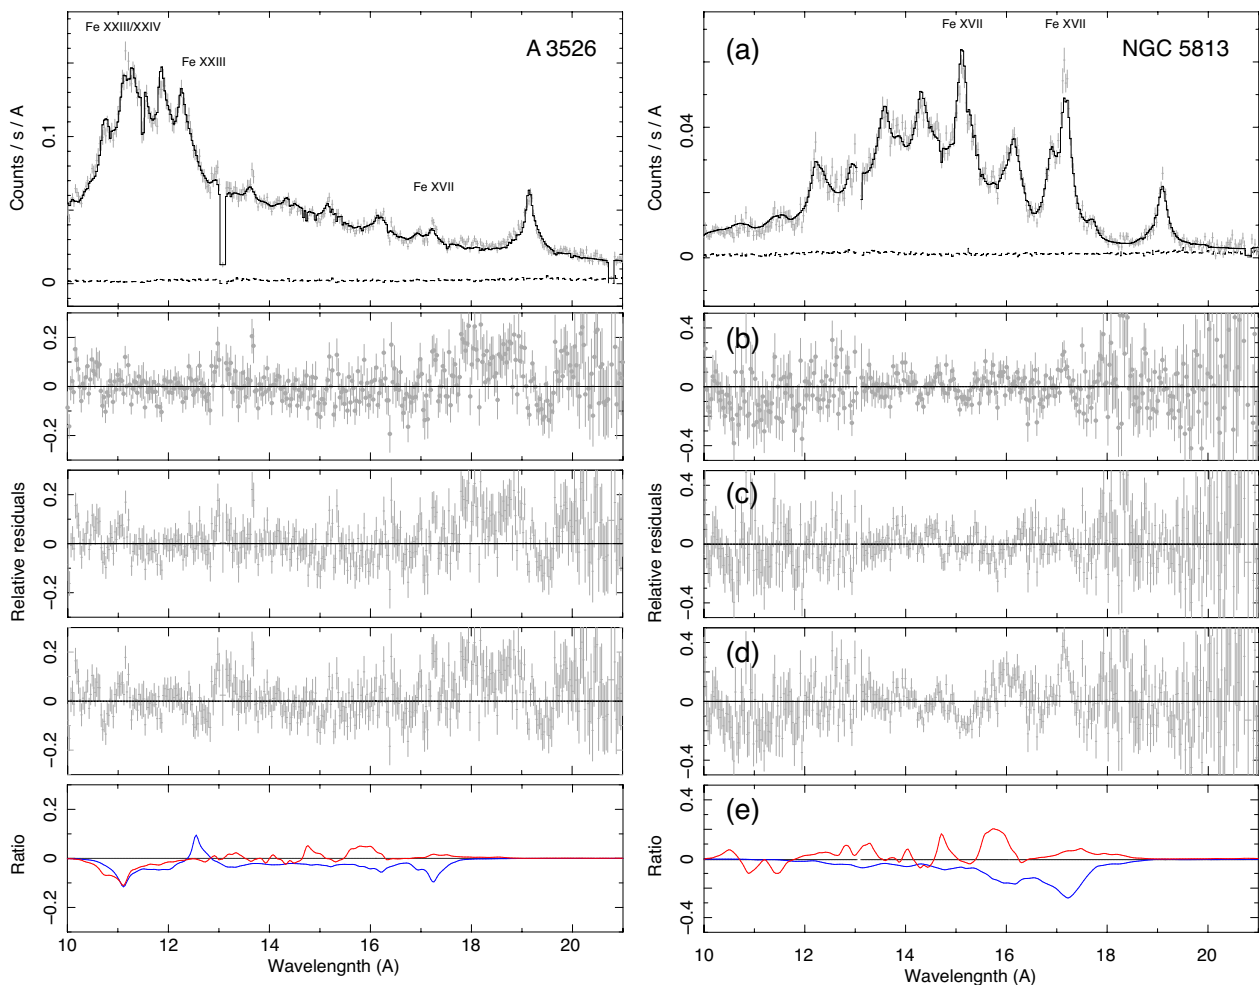 Fe XXIII/XXIV
A 3526
Fe XXIII
Fe XVII
Counts / s / A
0.1
0
(a)
Fe XVII
Fe XVII
NGC 5813
Counts / s / A
0.04
0
0.2
0
−0.2
(b)
0.4
0
−0.4
Relative residuals
0.2
0
−0.2
(c)
Relative residuals
0.4
0
−0.4
0.2
0
−0.2
(d)
0.4
0
−0.4
Ratio
0.2
0
−0.2
10 12 14 16 18 20
Wavelengnth (A)
(e)
Ratio
0.4
0
−0.4
10 12 14 16 18 20
Wavelengnth (A)